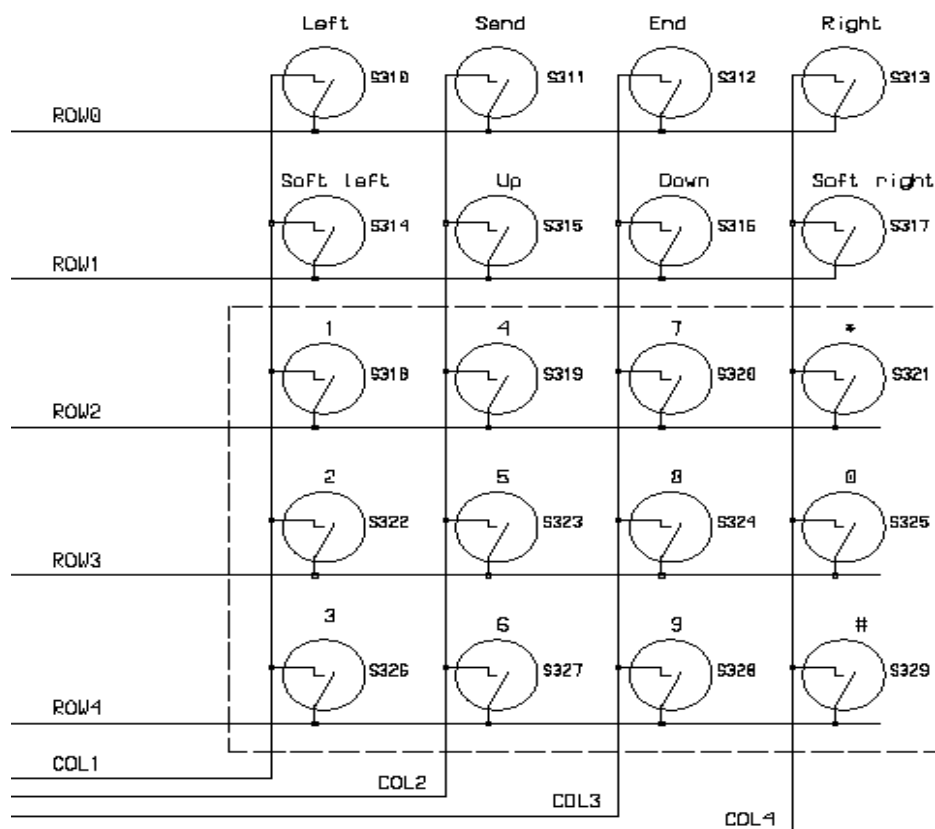 Left Send End Right
S310 S311 S312 S313
ROW0
Soft left Up Down Soft right
S314 S315 S316 S317
ROW1
1 4 7 *
S318 S319 S320 S321
ROW2
2 5 8 0
S322 S323 S324 S325
ROW3
3 6 9 #
S326 S327 S328 S329
ROW4
COL1
COL2
COL3
COL4